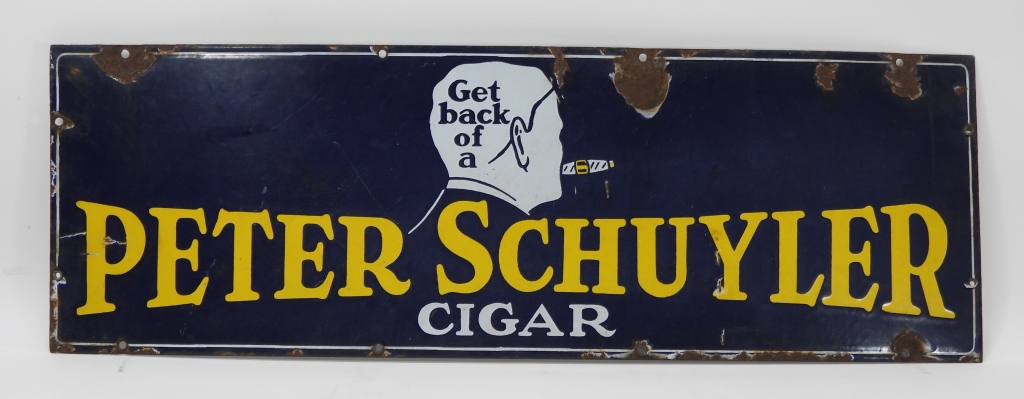 Get
back
of
a
PETER SCHUYLER
CIGAR